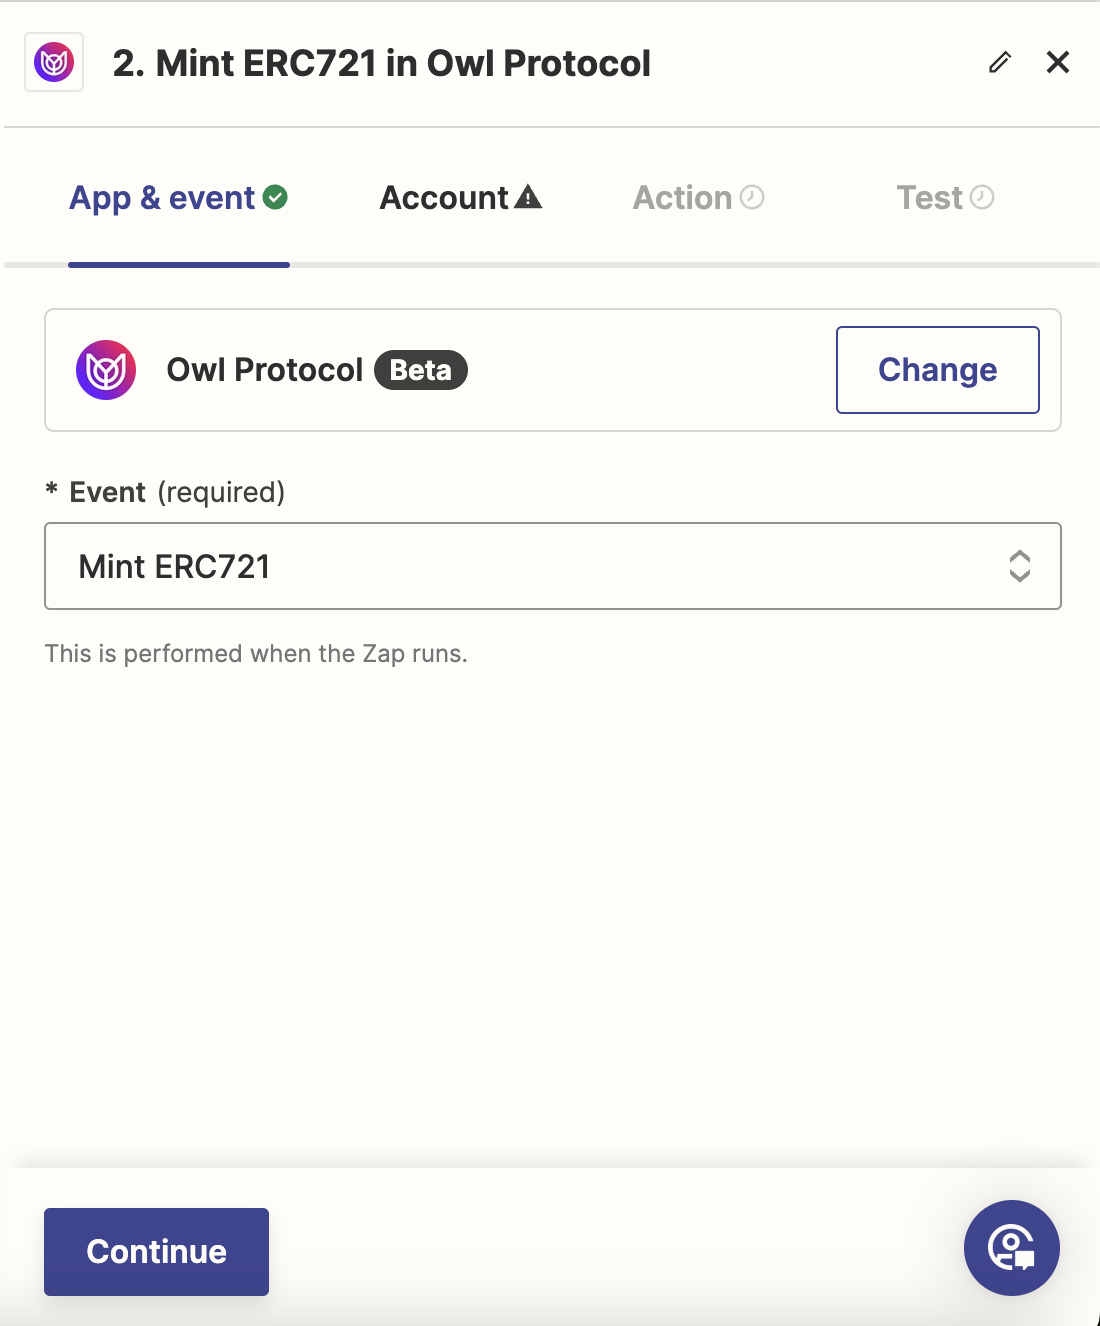 2. Mint ERC721 in Owl Protocol
App & event
Account
Action
Test
Owl Protocol Beta
Change
* Event (required)
Mint ERC721
This is performed when the Zap runs.
Continue